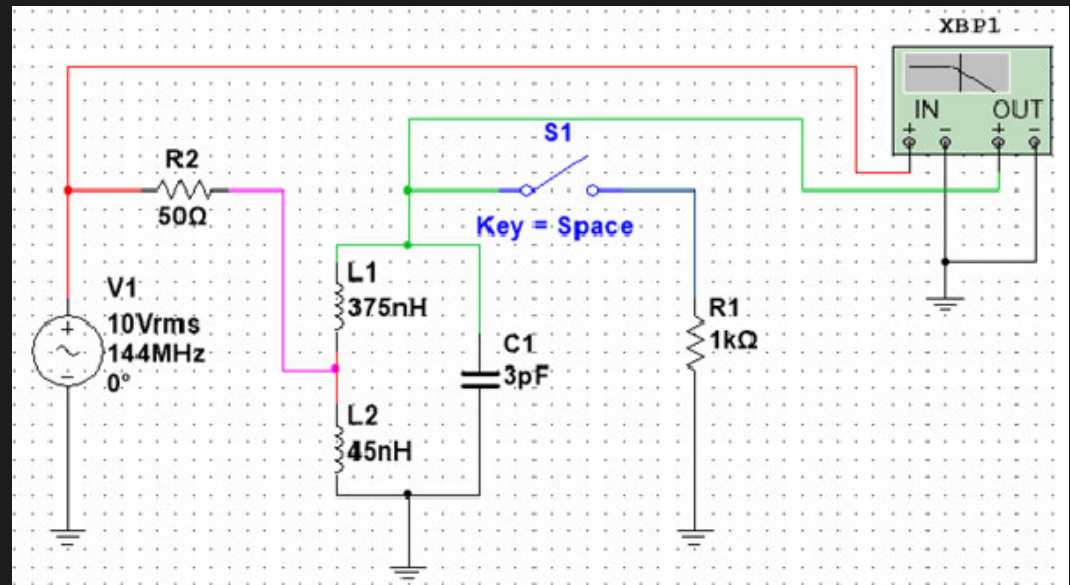 XBP1
IN OUT
+ - + -
S1
Key = Space
R2
50Ω
V1
10Vrms
144MHz
0°
+
-
L1
375nH
L2
45nH
C1
3pF
R1
1kΩ